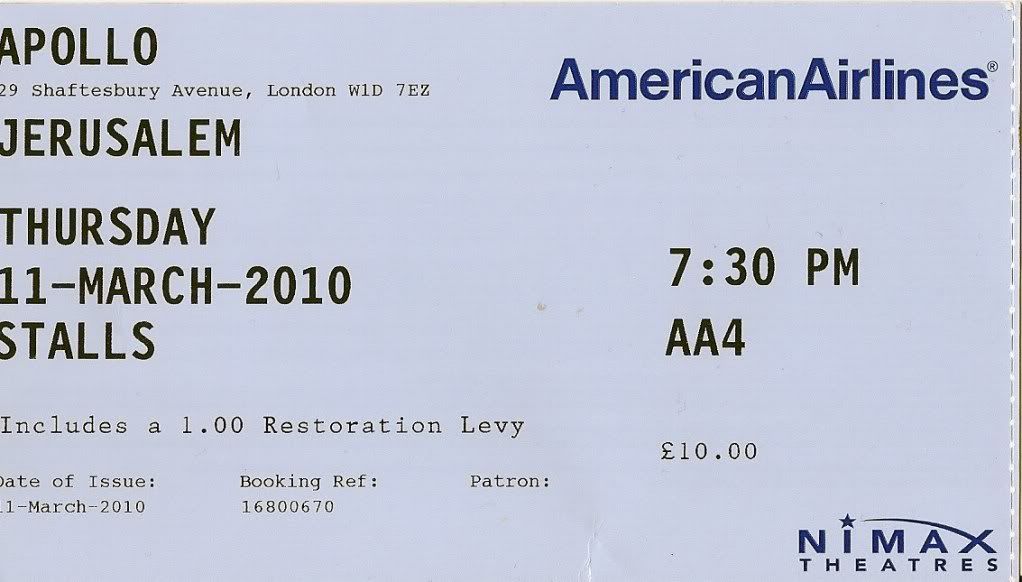 APOLLO
29 Shaftesbury Avenue, London W1D 7EZ
AmericanAirlines®
JERUSALEM
THURSDAY
11-MARCH-2010
7:30 PM
STALLS
AA4
Includes a 1.00 Restoration Levy
£10.00
Date of Issue: Booking Ref: Patron:
11-March-2010 16800670
NIMAX
THEATRES